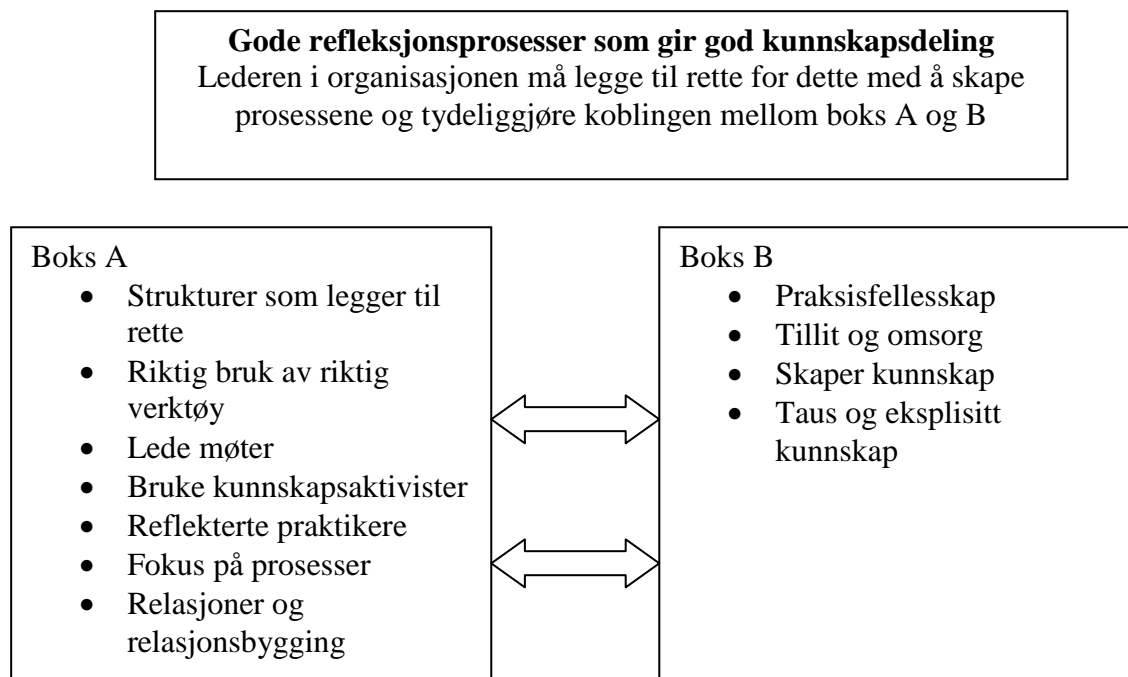 Gode refleksjonsprosesser som gir god kunnskapsdeling
Lederen i organisasjonen må legge til rette for dette med å skape
prosessene og tydeliggjøre koblingen mellom boks A og B
Boks A
• Strukturer som legger til
rette
• Riktig bruk av riktig
verktøy
• Lede møter
• Bruke kunnskapsaktivister
• Reflekterte praktikere
• Fokus på prosesser
• Relasjoner og
relasjonsbygging
Boks B
• Praksisfellesskap
• Tillit og omsorg
• Skaper kunnskap
• Taus og eksplisitt
kunnskap